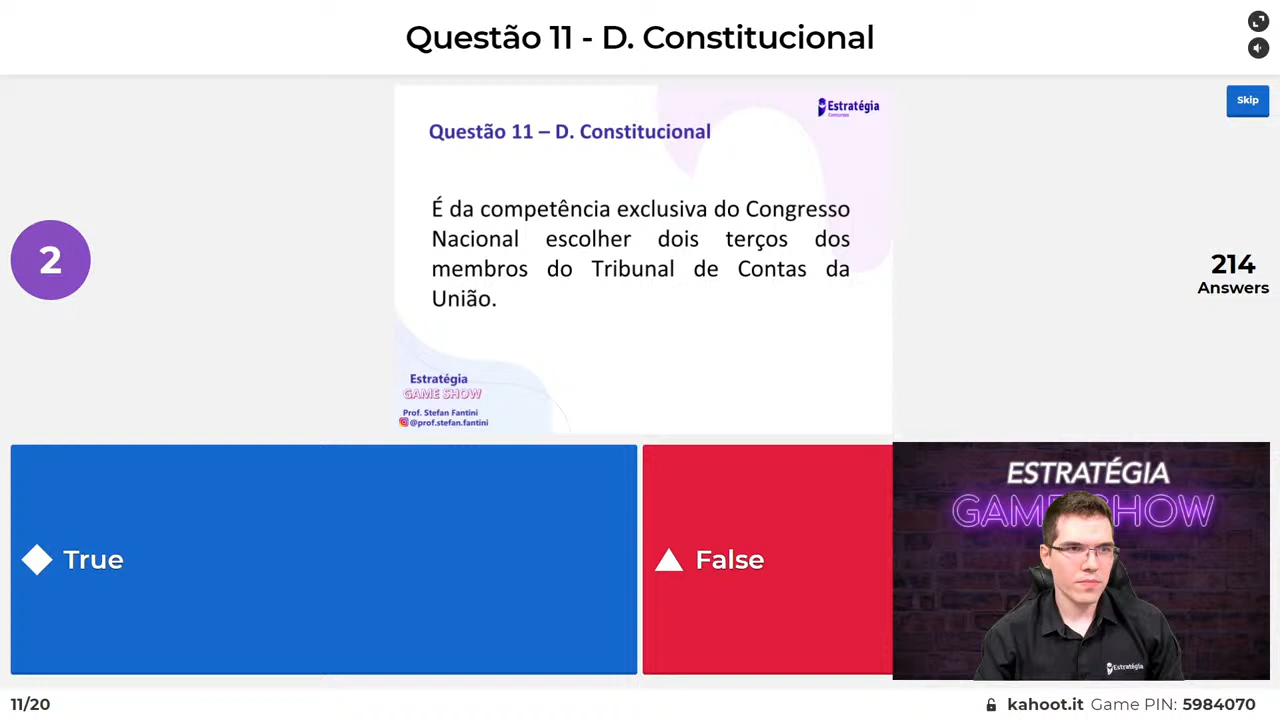 Questão 11 - D. Constitucional
Skip
Estratégia
Concursos
Questão 11 – D. Constitucional
É da competência exclusiva do Congresso
Nacional escolher dois terços dos
membros do Tribunal de Contas da
União.
2
214
Answers
Estratégia
GAME SHOW
Prof. Stefan Fantini
@prof.stefan.fantini
True
False
ESTRATÉGIA
GAME SHOW
Estratégia
11/20
kahoot.it Game PIN: 5984070